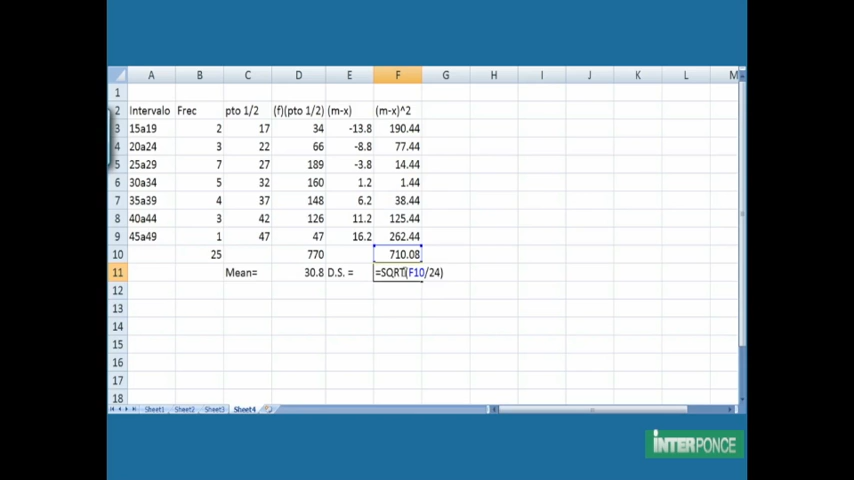 A B C D E F G H I J K L M
1
2 Intervalo Frec pto 1/2 (f)(pto 1/2) (m-x) (m-x)^2
3 15a19 2 17 34 -13.8 190.44
4 20a24 3 22 66 -8.8 77.44
5 25a29 7 27 189 -3.8 14.44
6 30a34 5 32 160 1.2 1.44
7 35a39 4 37 148 6.2 38.44
8 40a44 3 42 126 11.2 125.44
9 45a49 1 47 47 16.2 262.44
10 25 770 710.08
11 Mean= 30.8 D.S. = =SQRT(F10/24)
12
13
14
15
16
17
18
Sheet1 Sheet2 Sheet3 Sheet4
INTERPONCE